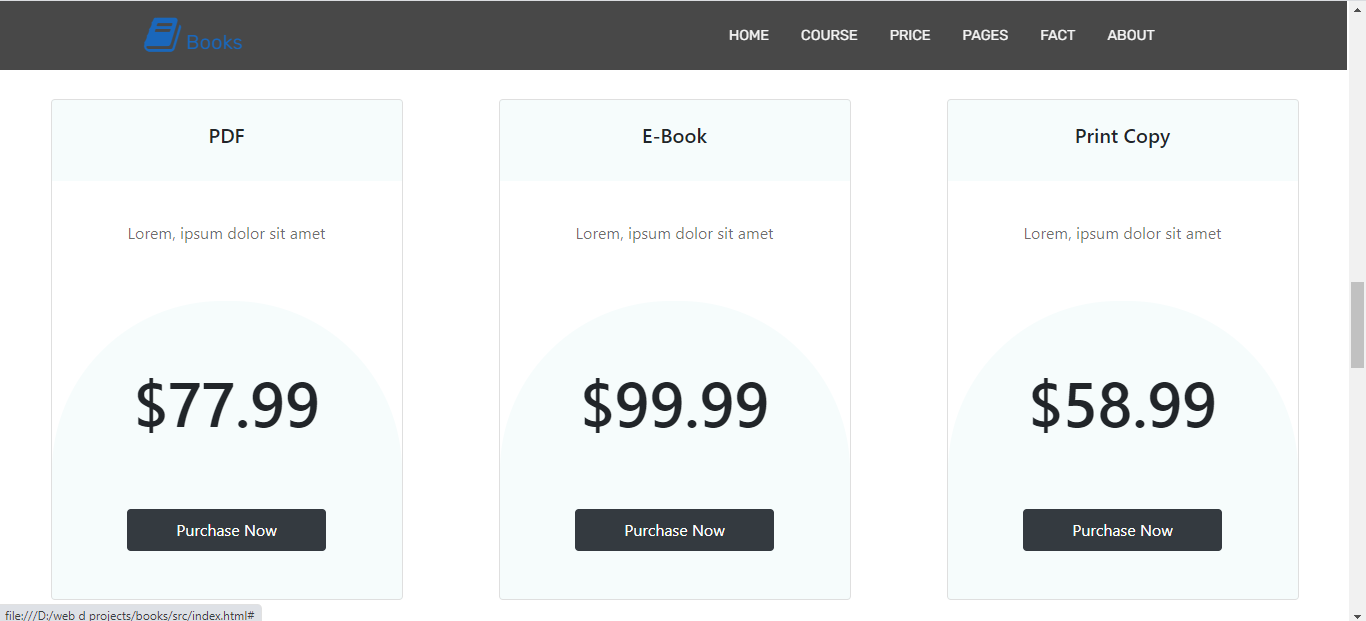 Books
HOME COURSE PRICE PAGES FACT ABOUT
PDF
Lorem, ipsum dolor sit amet
$77.99
Purchase Now
E-Book
Lorem, ipsum dolor sit amet
$99.99
Purchase Now
Print Copy
Lorem, ipsum dolor sit amet
$58.99
Purchase Now
file:///D:/web d projects/books/src/index.html#